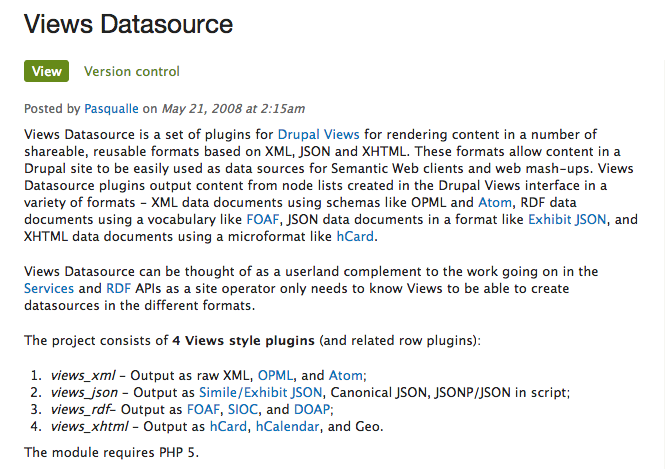 Views Datasource
View Version control
Posted by Pasqualle on May 21, 2008 at 2:15am
Views Datasource is a set of plugins for Drupal Views for rendering content in a number of
shareable, reusable formats based on XML, JSON and XHTML. These formats allow content in a
Drupal site to be easily used as data sources for Semantic Web clients and web mash-ups. Views
Datasource plugins output content from node lists created in the Drupal Views interface in a
variety of formats – XML data documents using schemas like OPML and Atom, RDF data
documents using a vocabulary like FOAF, JSON data documents in a format like Exhibit JSON, and
XHTML data documents using a microformat like hCard.
Views Datasource can be thought of as a userland complement to the work going on in the
Services and RDF APIs as a site operator only needs to know Views to be able to create
datasources in the different formats.
The project consists of 4 Views style plugins (and related row plugins):
1. views_xml – Output as raw XML, OPML, and Atom;
2. views_json – Output as Simile/Exhibit JSON, Canonical JSON, JSONP/JSON in script;
3. views_rdf– Output as FOAF, SIOC, and DOAP;
4. views_xhtml – Output as hCard, hCalendar, and Geo.
The module requires PHP 5.